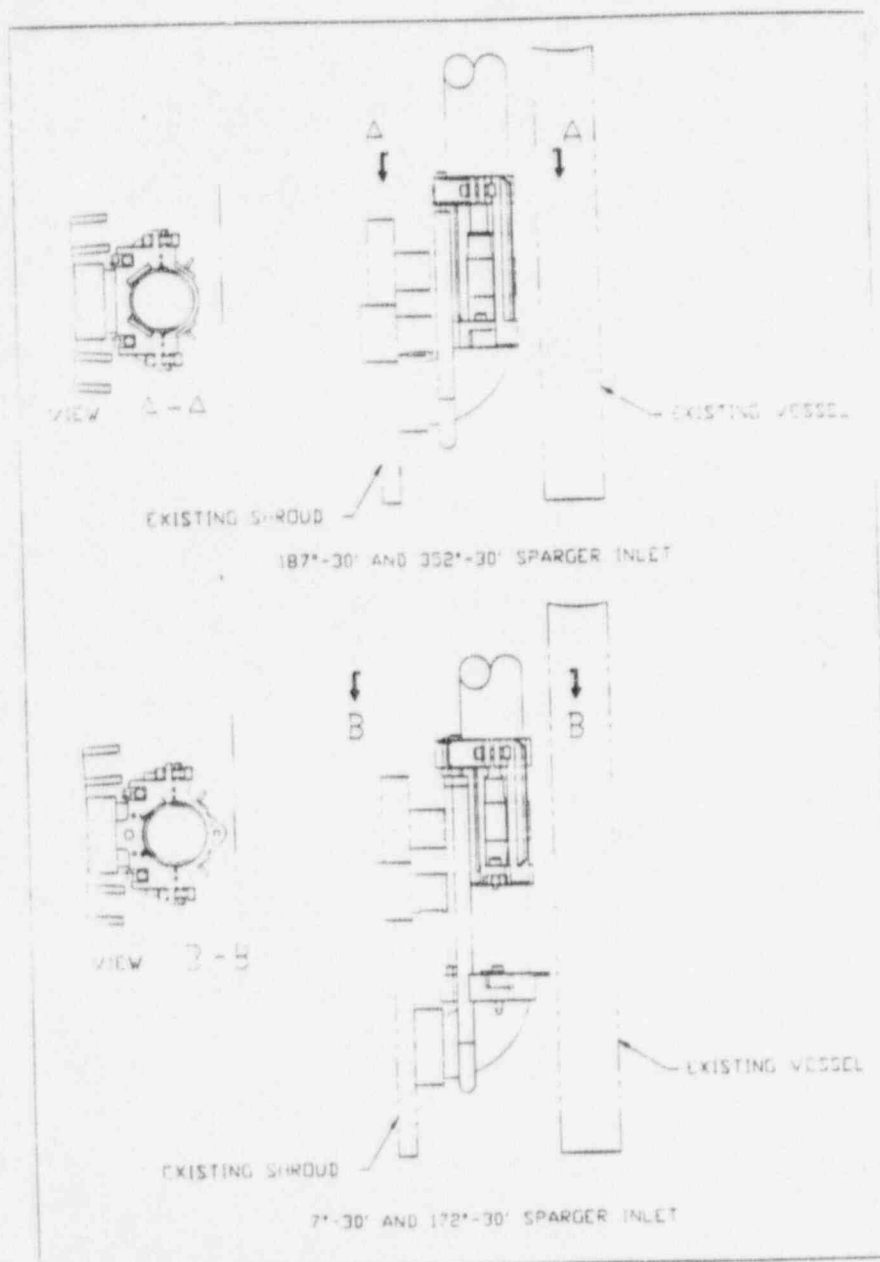 A A
VIEW A-A
EXISTING VESSEL
EXISTING SHROUD
187°-30' AND 352°-30' SPARGER INLET
B B
VIEW B-B
EXISTING VESSEL
EXISTING SHROUD
7°-30' AND 172°-30' SPARGER INLET